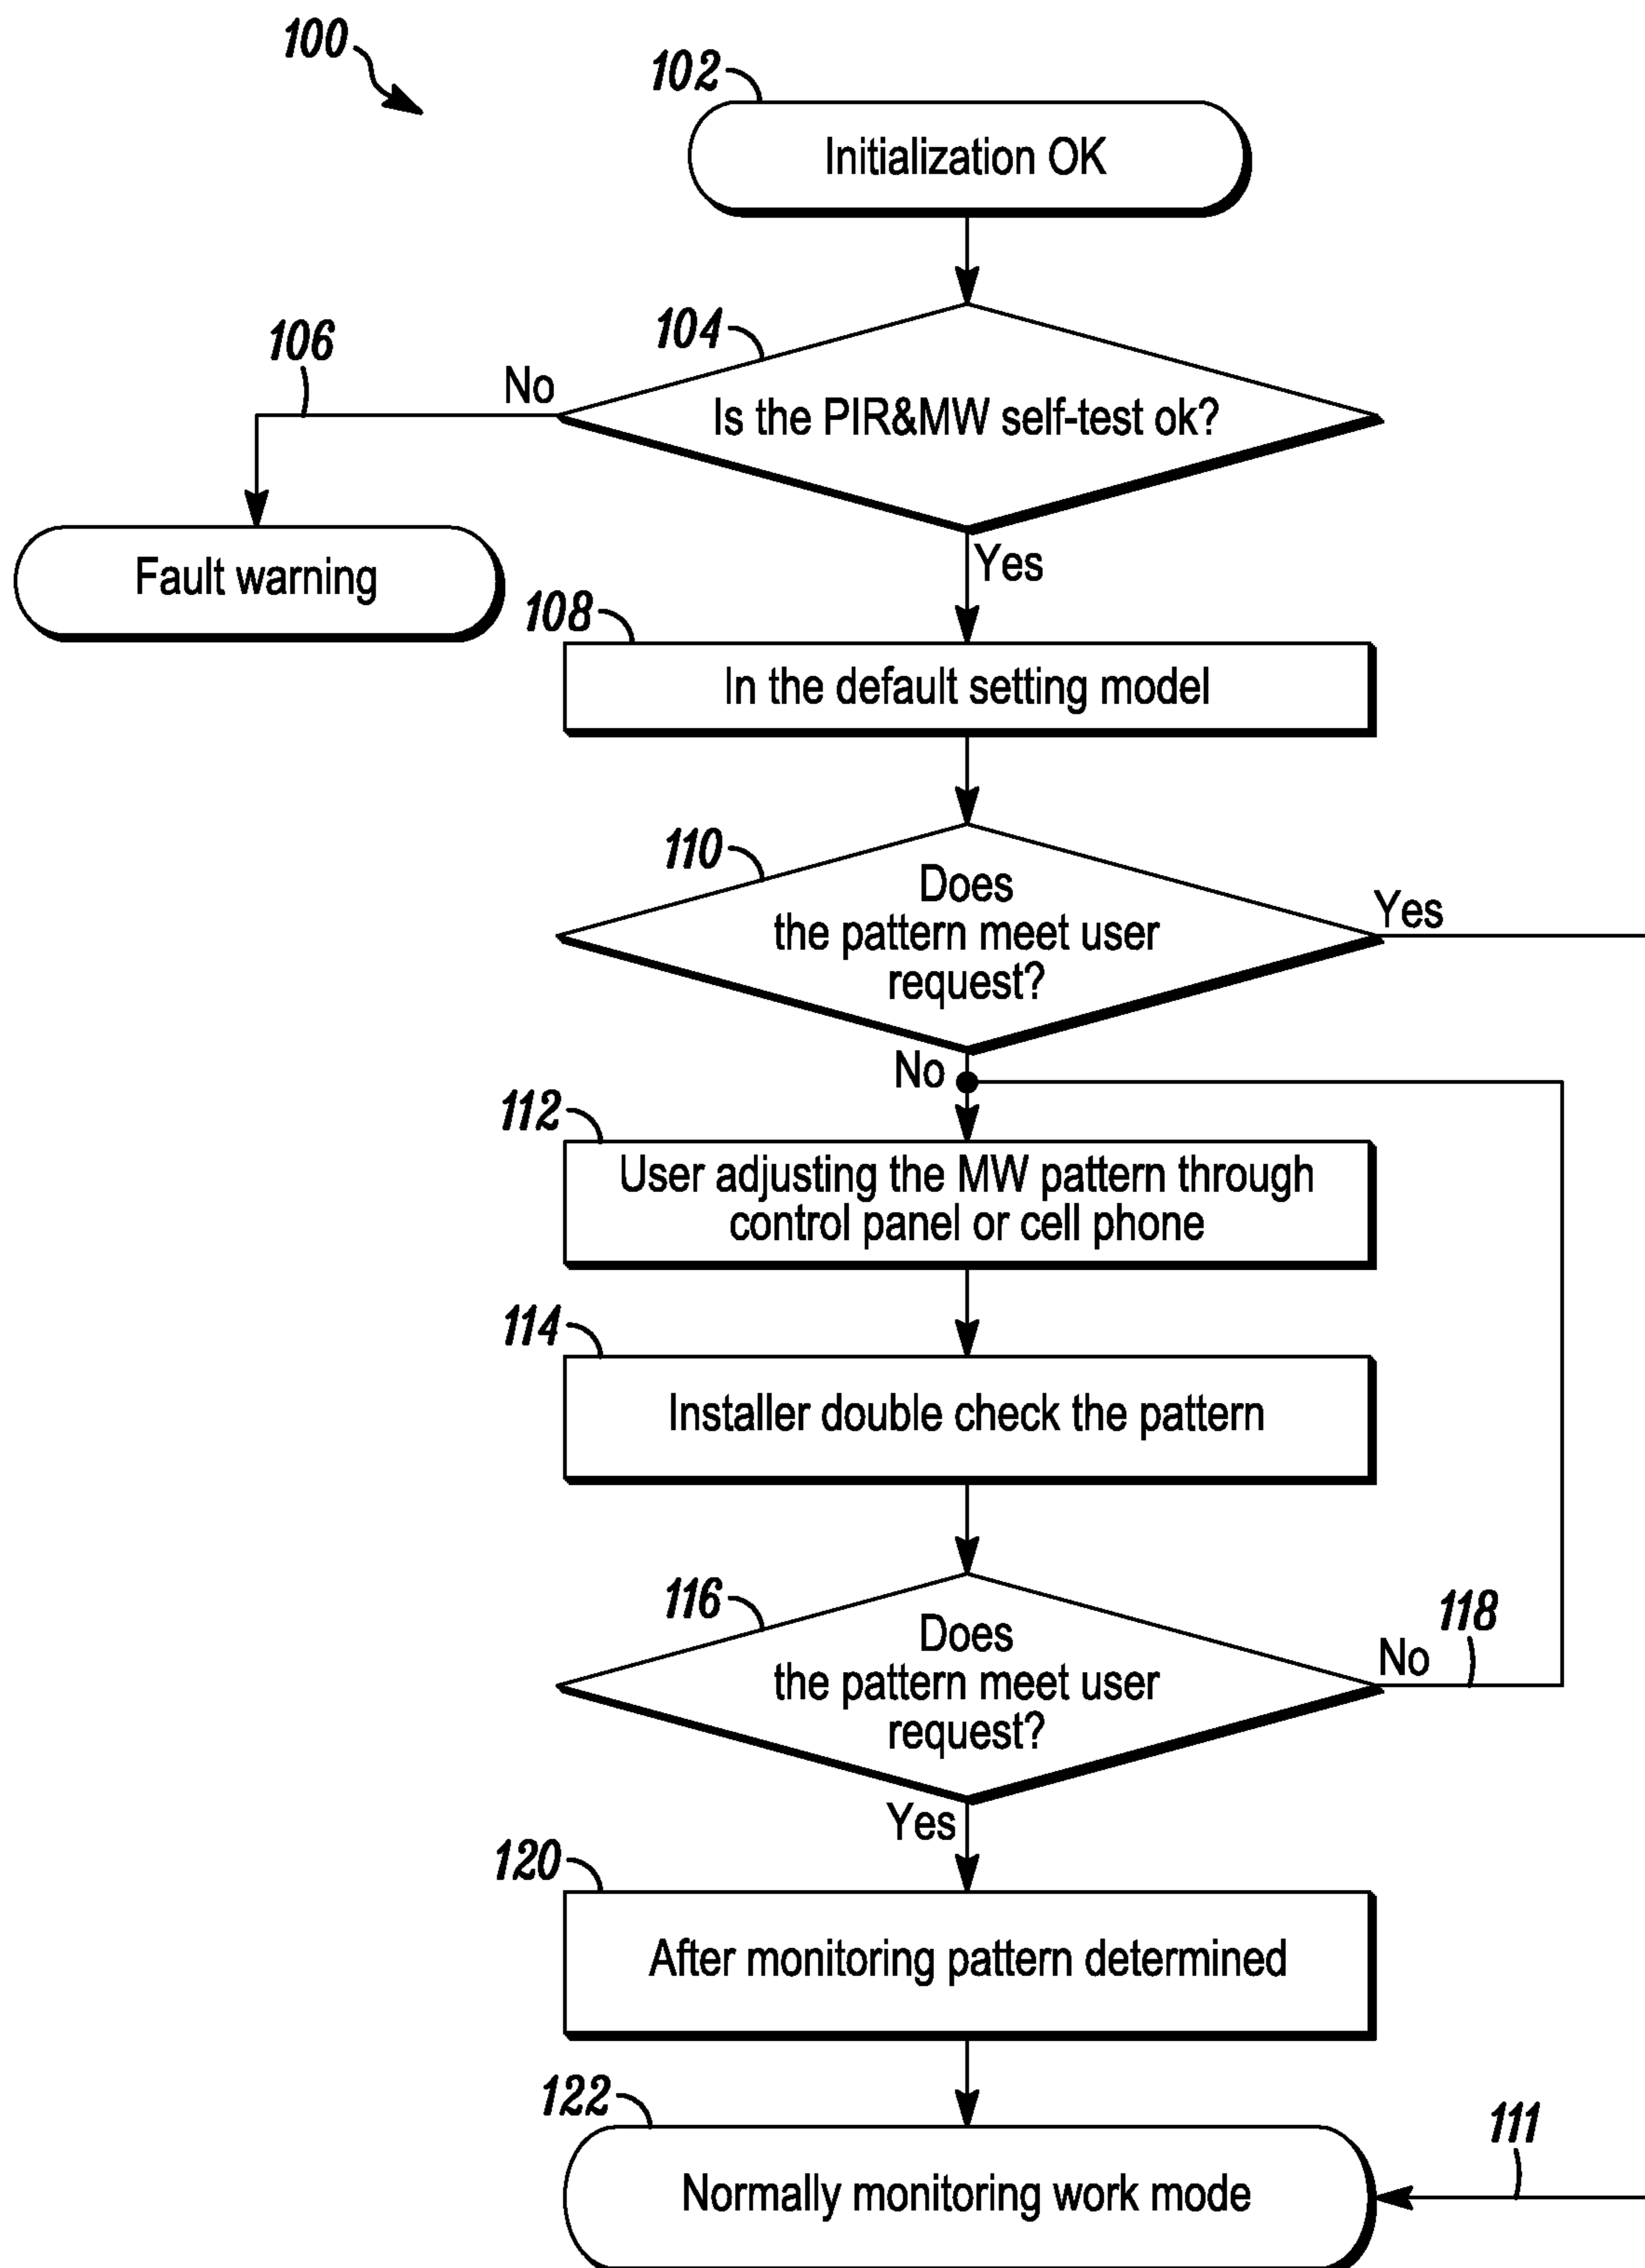 100
102
Initialization OK
104
106
No
Is the PIR&MW self-test ok?
Fault warning
Yes
108
In the default setting model
110
Does
the pattern meet user
request?
Yes
No
112
User adjusting the MW pattern through
control panel or cell phone
114
Installer double check the pattern
116
Does
the pattern meet user
request?
118
No
Yes
120
After monitoring pattern determined
122
111
Normally monitoring work mode